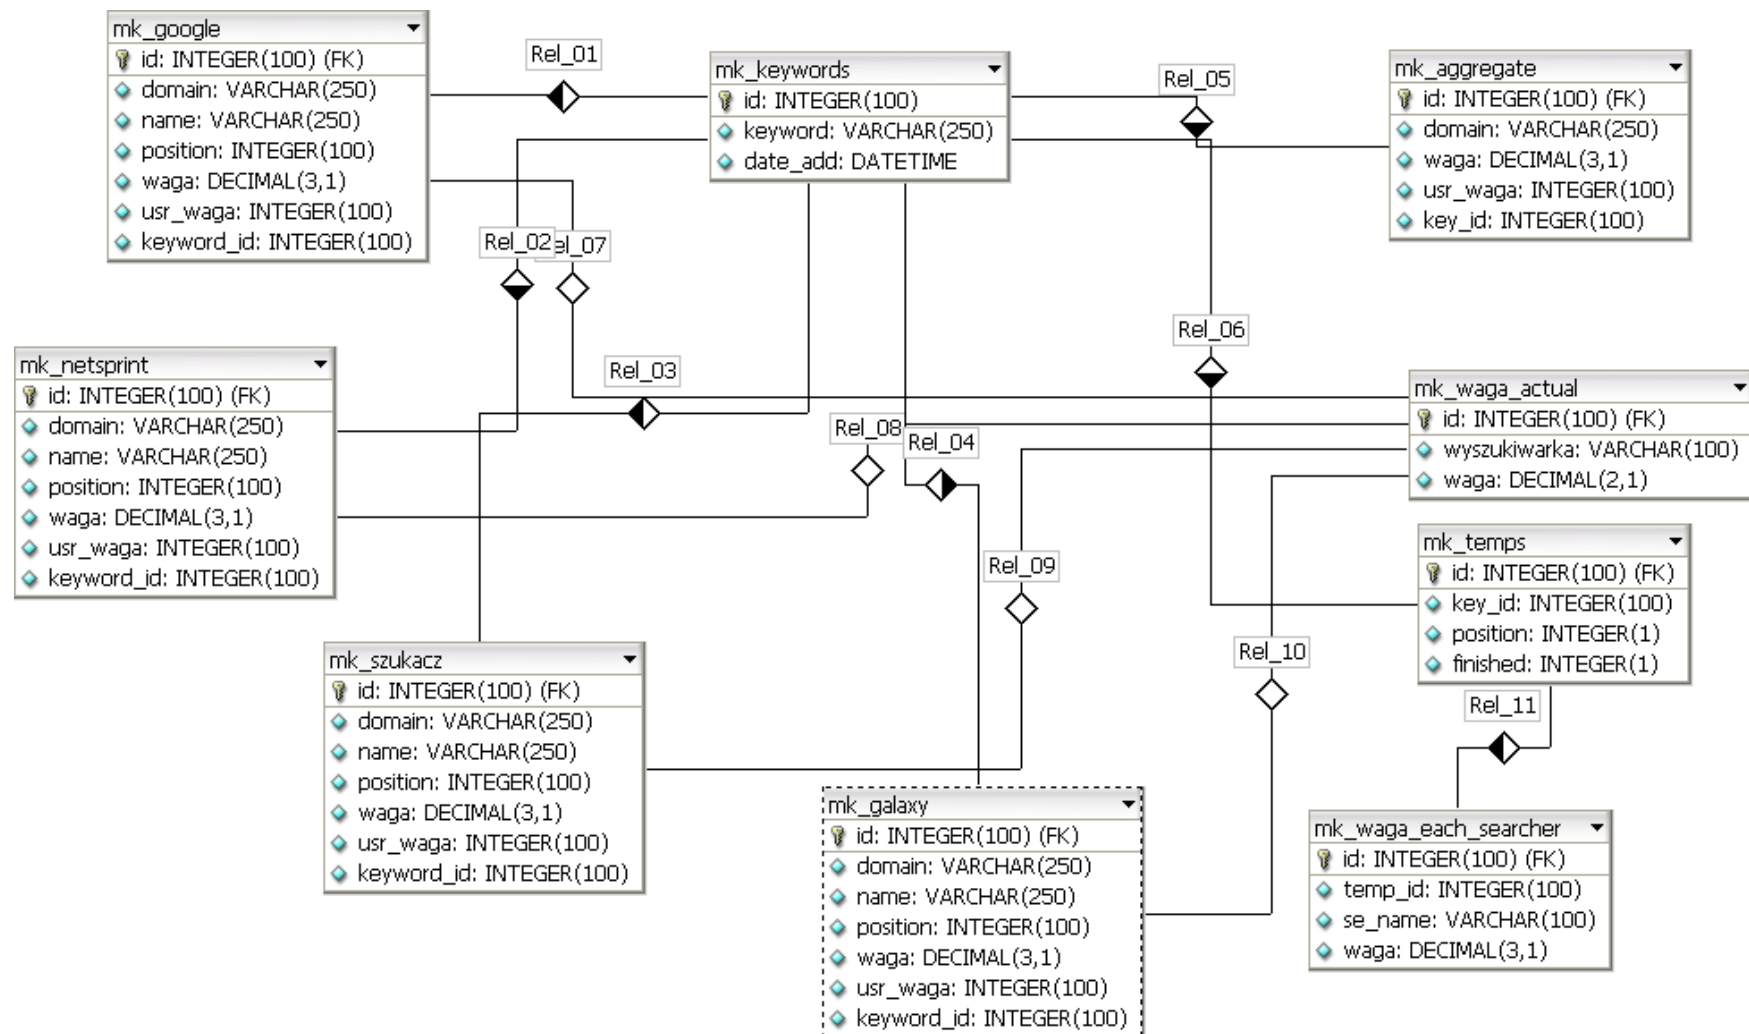 mk_google
id: INTEGER(100) (FK)
domain: VARCHAR(250)
name: VARCHAR(250)
position: INTEGER(100)
waga: DECIMAL(3,1)
usr_waga: INTEGER(100)
keyword_id: INTEGER(100)
Rel_01
mk_keywords
id: INTEGER(100)
keyword: VARCHAR(250)
date_add: DATETIME
Rel_05
mk_aggregate
id: INTEGER(100) (FK)
domain: VARCHAR(250)
waga: DECIMAL(3,1)
usr_waga: INTEGER(100)
key_id: INTEGER(100)
Rel_02
el_07
Rel_06
mk_netsprint
id: INTEGER(100) (FK)
domain: VARCHAR(250)
name: VARCHAR(250)
position: INTEGER(100)
waga: DECIMAL(3,1)
usr_waga: INTEGER(100)
keyword_id: INTEGER(100)
Rel_03
Rel_08
Rel_04
mk_waga_actual
id: INTEGER(100) (FK)
wyszukiwarka: VARCHAR(100)
waga: DECIMAL(2,1)
mk_temps
id: INTEGER(100) (FK)
key_id: INTEGER(100)
position: INTEGER(1)
finished: INTEGER(1)
Rel_09
Rel_10
Rel_11
mk_szukacz
id: INTEGER(100) (FK)
domain: VARCHAR(250)
name: VARCHAR(250)
position: INTEGER(100)
waga: DECIMAL(3,1)
usr_waga: INTEGER(100)
keyword_id: INTEGER(100)
mk_galaxy
id: INTEGER(100) (FK)
domain: VARCHAR(250)
name: VARCHAR(250)
position: INTEGER(100)
waga: DECIMAL(3,1)
usr_waga: INTEGER(100)
keyword_id: INTEGER(100)
mk_waga_each_searcher
id: INTEGER(100) (FK)
temp_id: INTEGER(100)
se_name: VARCHAR(100)
waga: DECIMAL(3,1)